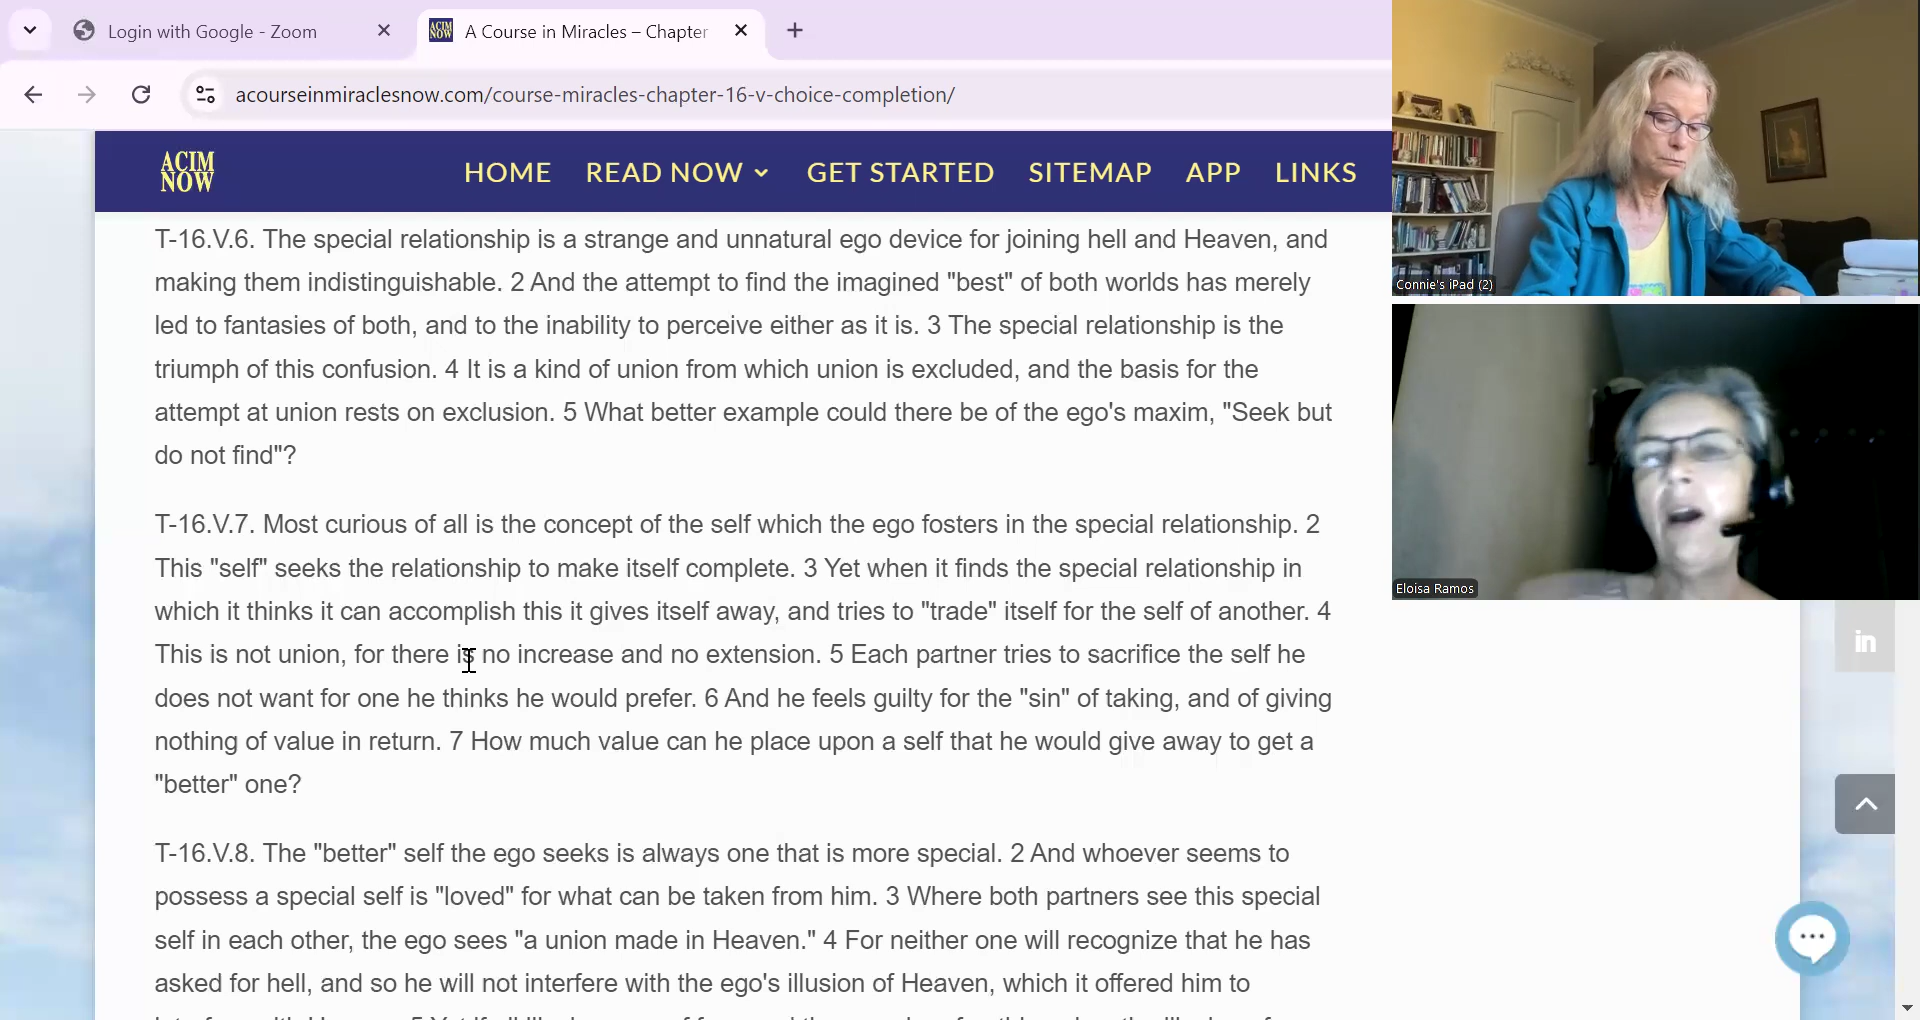 Login with Google - Zoom
A Course in Miracles – Chapter
acourseinmiraclesnow.com/course-miracles-chapter-16-v-choice-completion/
ACIM
NOW
HOME READ NOW GET STARTED SITEMAP APP LINKS
T-16.V.6. The special relationship is a strange and unnatural ego device for joining hell and Heaven, and
making them indistinguishable. 2 And the attempt to find the imagined "best" of both worlds has merely
led to fantasies of both, and to the inability to perceive either as it is. 3 The special relationship is the
triumph of this confusion. 4 It is a kind of union from which union is excluded, and the basis for the
attempt at union rests on exclusion. 5 What better example could there be of the ego's maxim, "Seek but
do not find"?
T-16.V.7. Most curious of all is the concept of the self which the ego fosters in the special relationship. 2
This "self" seeks the relationship to make itself complete. 3 Yet when it finds the special relationship in
which it thinks it can accomplish this it gives itself away, and tries to "trade" itself for the self of another. 4
This is not union, for there is no increase and no extension. 5 Each partner tries to sacrifice the self he
does not want for one he thinks he would prefer. 6 And he feels guilty for the "sin" of taking, and of giving
nothing of value in return. 7 How much value can he place upon a self that he would give away to get a
"better" one?
T-16.V.8. The "better" self the ego seeks is always one that is more special. 2 And whoever seems to
possess a special self is "loved" for what can be taken from him. 3 Where both partners see this special
self in each other, the ego sees "a union made in Heaven." 4 For neither one will recognize that he has
asked for hell, and so he will not interfere with the ego's illusion of Heaven, which it offered him to
Connie's iPad (2)
Eloisa Ramos
in